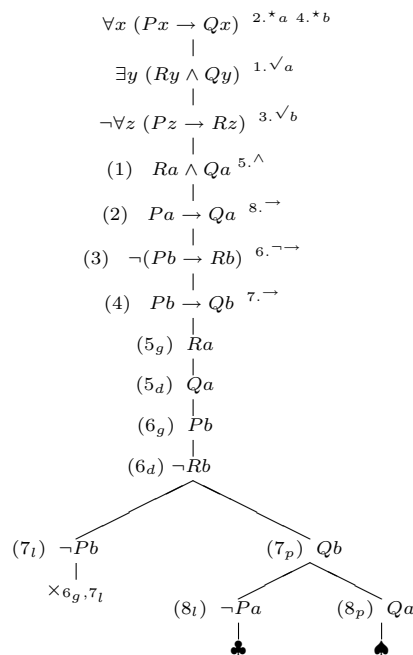 ∀x (Px → Qx) 2.⋆a 4.⋆b
∃y (Ry ∧ Qy) 1.√a
¬∀z (Pz → Rz) 3.√b
(1) Ra ∧ Qa 5.∧
(2) Pa → Qa 8.→
(3) ¬(Pb → Rb) 6.¬→
(4) Pb → Qb 7.→
(5g) Ra
(5d) Qa
(6g) Pb
(6d) ¬Rb
(7l) ¬Pb (7p) Qb
×6g,7l
(8l) ¬Pa (8p) Qa
♣ ♠